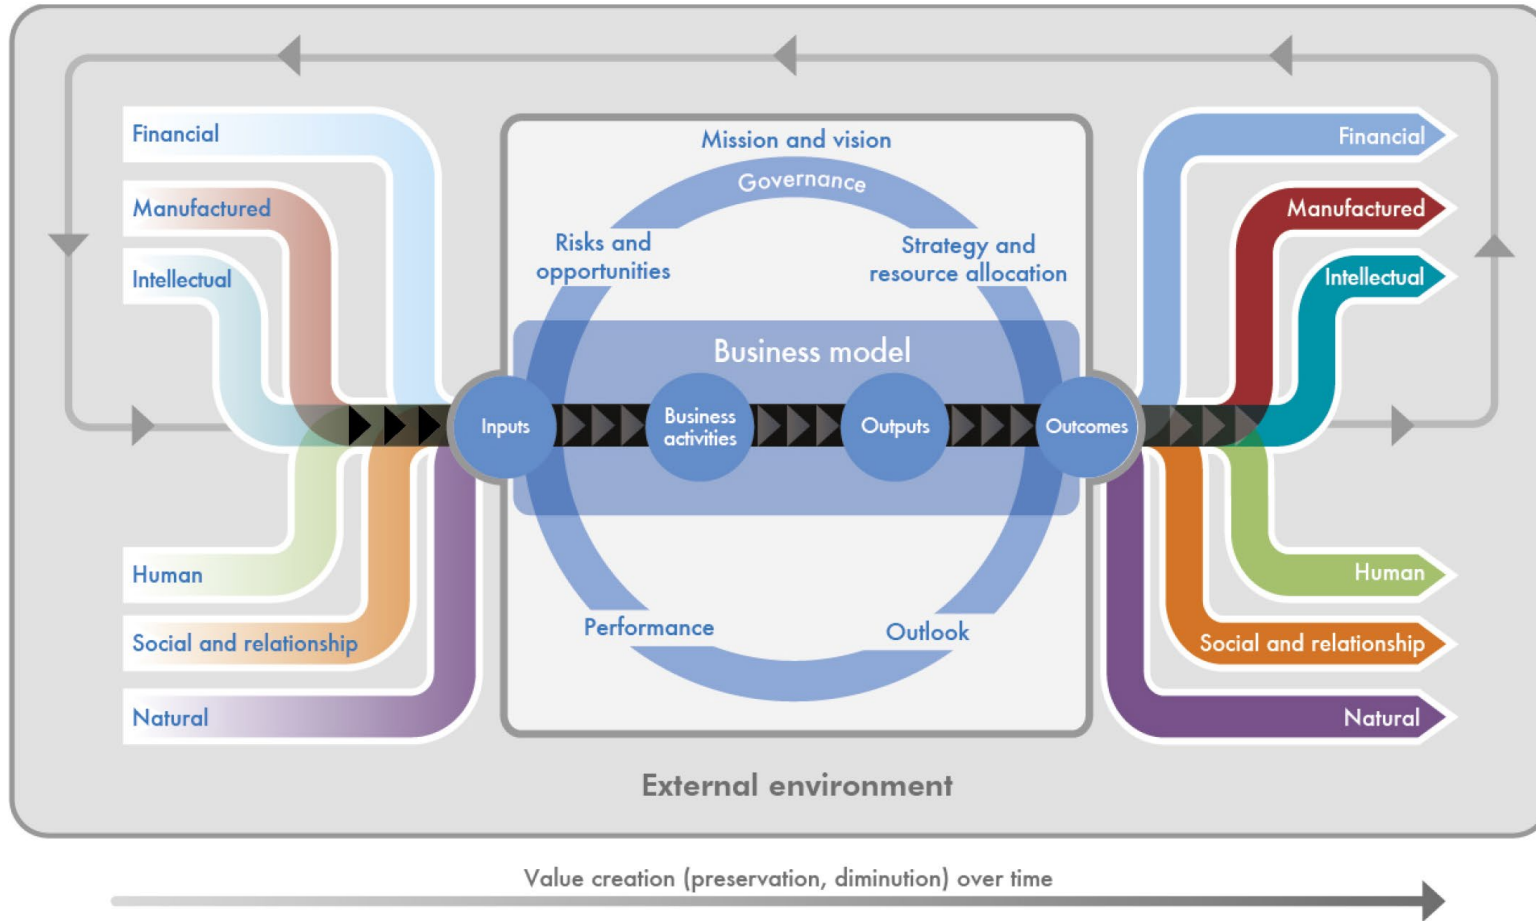 Financial
Manufactured
Intellectual
Human
Social and relationship
Natural
Mission and vision
Governance
Risks and
opportunities
Strategy and
resource allocation
Business model
Inputs
Business
activities
Outputs
Outcomes
Performance
Outlook
Financial
Manufactured
Intellectual
Human
Social and relationship
Natural
External environment
Value creation (preservation, diminution) over time